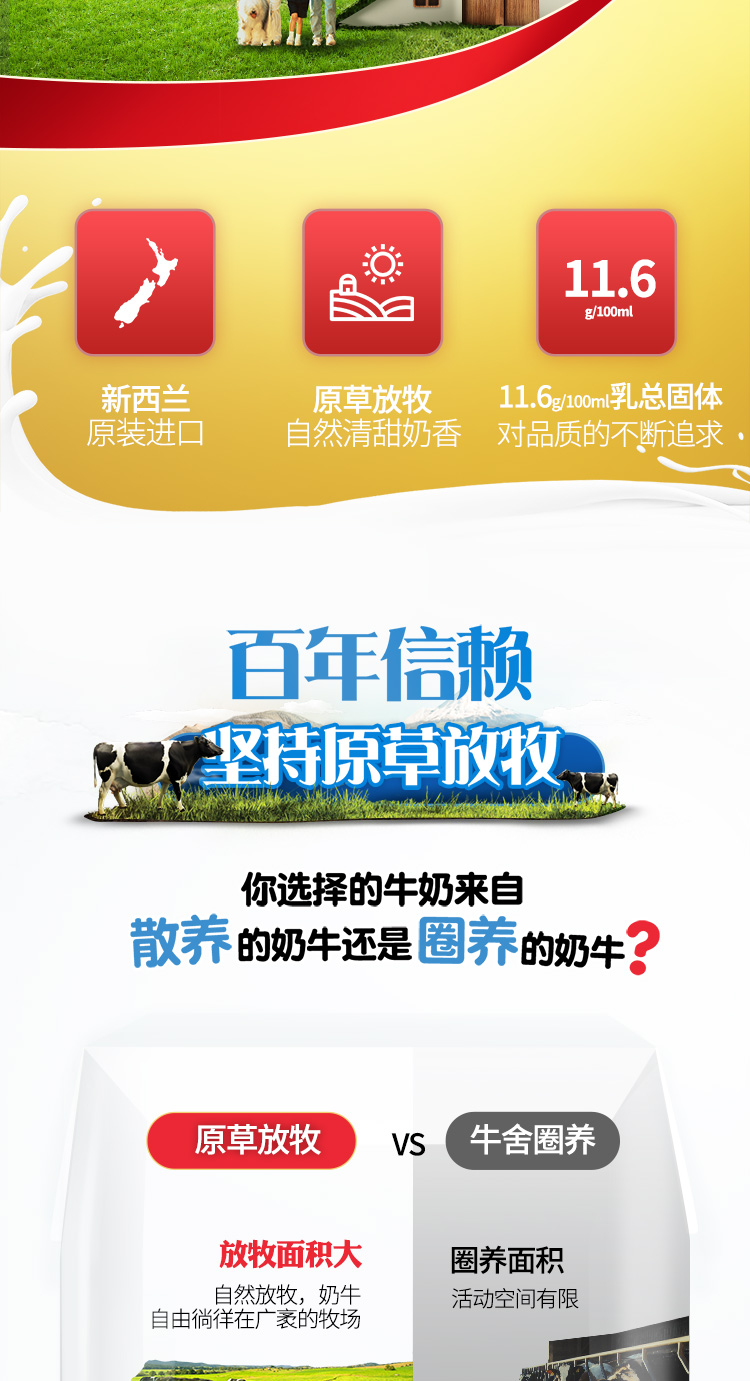 11.6
g/100ml
新西兰
原装进口
原草放牧
自然清甜奶香
11.6g/100ml乳总固体
对品质的不断追求
百年信赖
坚持原草放牧
你选择的牛奶来自
散养的奶牛还是圈养的奶牛?
原草放牧 VS 牛舍圈养
放牧面积大
自然放牧，奶牛
自由徜徉在广袤的牧场
圈养面积
活动空间有限